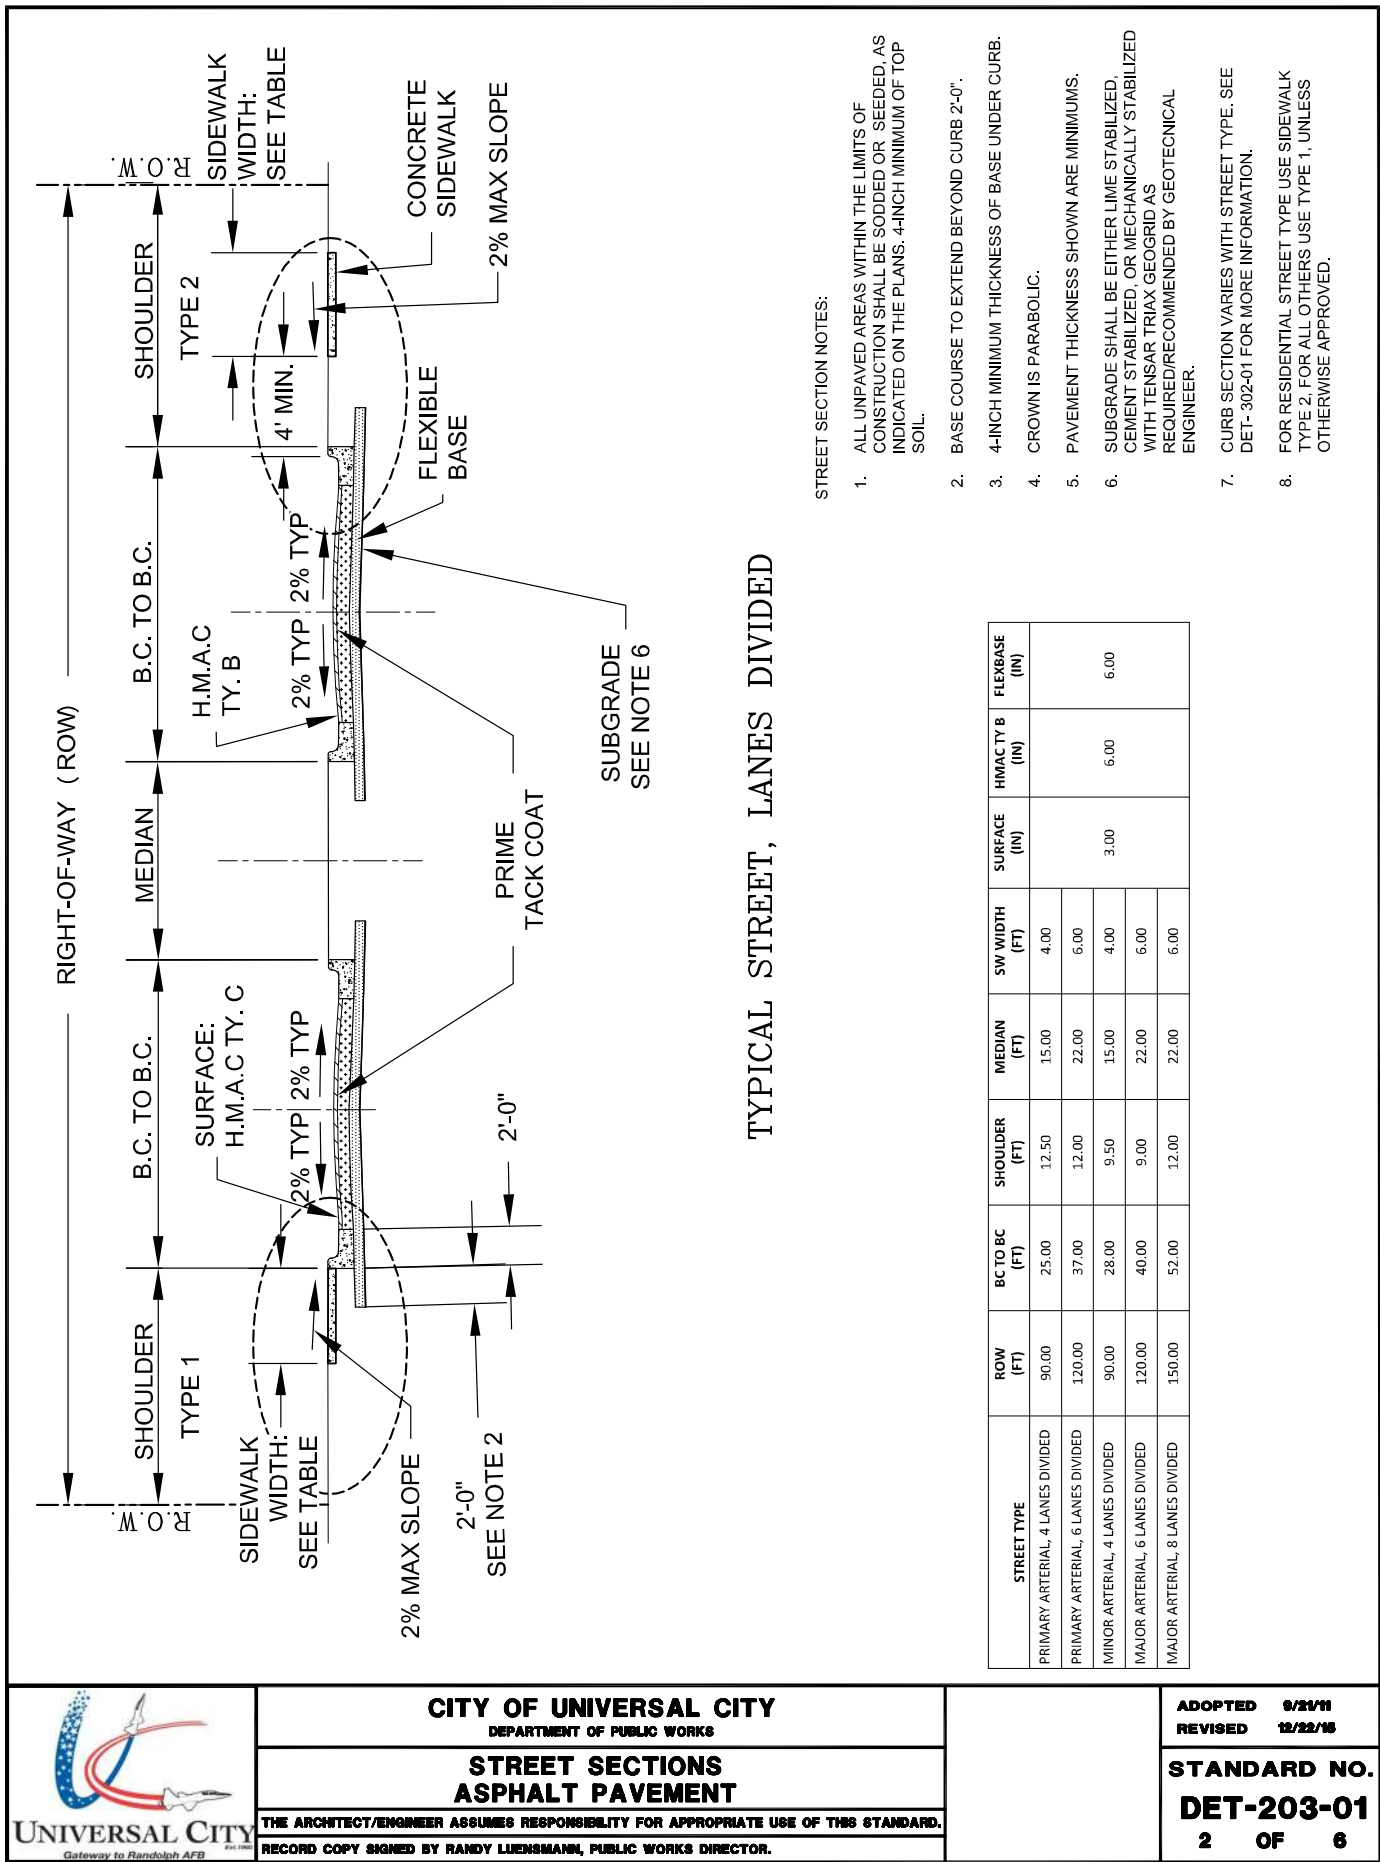 RIGHT-OF-WAY (ROW)
R.O.W.
R.O.W.
SHOULDER
B.C. TO B.C.
MEDIAN
B.C. TO B.C.
SHOULDER
TYPE 1
TYPE 2
SIDEWALK
WIDTH:
SEE TABLE
SURFACE:
H.M.A.C TY. C
H.M.A.C
TY. B
SIDEWALK
WIDTH:
SEE TABLE
2% TYP
2% TYP
2% TYP
2% TYP
4' MIN.
2% MAX SLOPE
2'-0"
SEE NOTE 2
2'-0"
PRIME
TACK COAT
SUBGRADE
SEE NOTE 6
FLEXIBLE
BASE
CONCRETE
SIDEWALK
2% MAX SLOPE
TYPICAL STREET, LANES DIVIDED
STREET SECTION NOTES:
1. ALL UNPAVED AREAS WITHIN THE LIMITS OF
CONSTRUCTION SHALL BE SODDED OR SEEDED, AS
INDICATED ON THE PLANS. 4-INCH MINIMUM OF TOP
SOIL.
2. BASE COURSE TO EXTEND BEYOND CURB 2'-0".
3. 4-INCH MINIMUM THICKNESS OF BASE UNDER CURB.
4. CROWN IS PARABOLIC.
5. PAVEMENT THICKNESS SHOWN ARE MINIMUMS.
6. SUBGRADE SHALL BE EITHER LIME STABILIZED,
CEMENT STABILIZED, OR MECHANICALLY STABILIZED
WITH TENSAR TRIAX GEOGRID AS
REQUIRED/RECOMMENDED BY GEOTECNICAL
ENGINEER.
7. CURB SECTION VARIES WITH STREET TYPE. SEE
DET- 302-01 FOR MORE INFORMATION.
8. FOR RESIDENTIAL STREET TYPE USE SIDEWALK
TYPE 2, FOR ALL OTHERS USE TYPE 1, UNLESS
OTHERWISE APPROVED.
STREET TYPE ROW (FT) BC TO BC (FT) SHOULDER (FT) MEDIAN (FT) SW WIDTH (FT) SURFACE (IN) HMAC TY B (IN) FLEXBASE (IN)
PRIMARY ARTERIAL, 4 LANES DIVIDED 90.00 25.00 12.50 15.00 4.00
PRIMARY ARTERIAL, 6 LANES DIVIDED 120.00 37.00 12.00 22.00 6.00
MINOR ARTERIAL, 4 LANES DIVIDED 90.00 28.00 9.50 15.00 4.00 3.00 6.00 6.00
MAJOR ARTERIAL, 6 LANES DIVIDED 120.00 40.00 9.00 22.00 6.00
MAJOR ARTERIAL, 8 LANES DIVIDED 150.00 52.00 12.00 22.00 6.00
UNIVERSAL CITY
Est. 1960
Gateway to Randolph AFB
CITY OF UNIVERSAL CITY
DEPARTMENT OF PUBLIC WORKS
STREET SECTIONS
ASPHALT PAVEMENT
THE ARCHITECT/ENGINEER ASSUMES RESPONSIBILITY FOR APPROPRIATE USE OF THIS STANDARD.
RECORD COPY SIGNED BY RANDY LUENSMANN, PUBLIC WORKS DIRECTOR.
ADOPTED 9/21/11
REVISED 12/22/15
STANDARD NO.
DET-203-01
2 OF 6